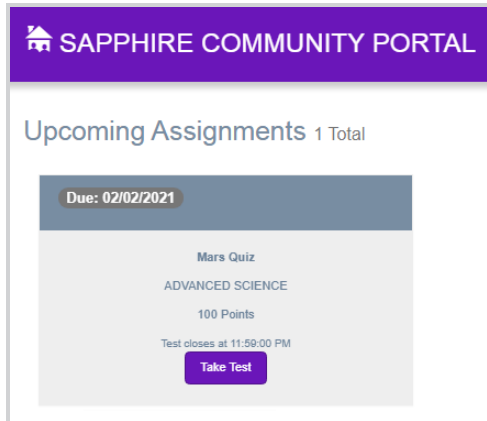 SAPPHIRE COMMUNITY PORTAL
Upcoming Assignments 1 Total
Due: 02/02/2021
Mars Quiz
ADVANCED SCIENCE
100 Points
Test closes at 11:59:00 PM
Take Test